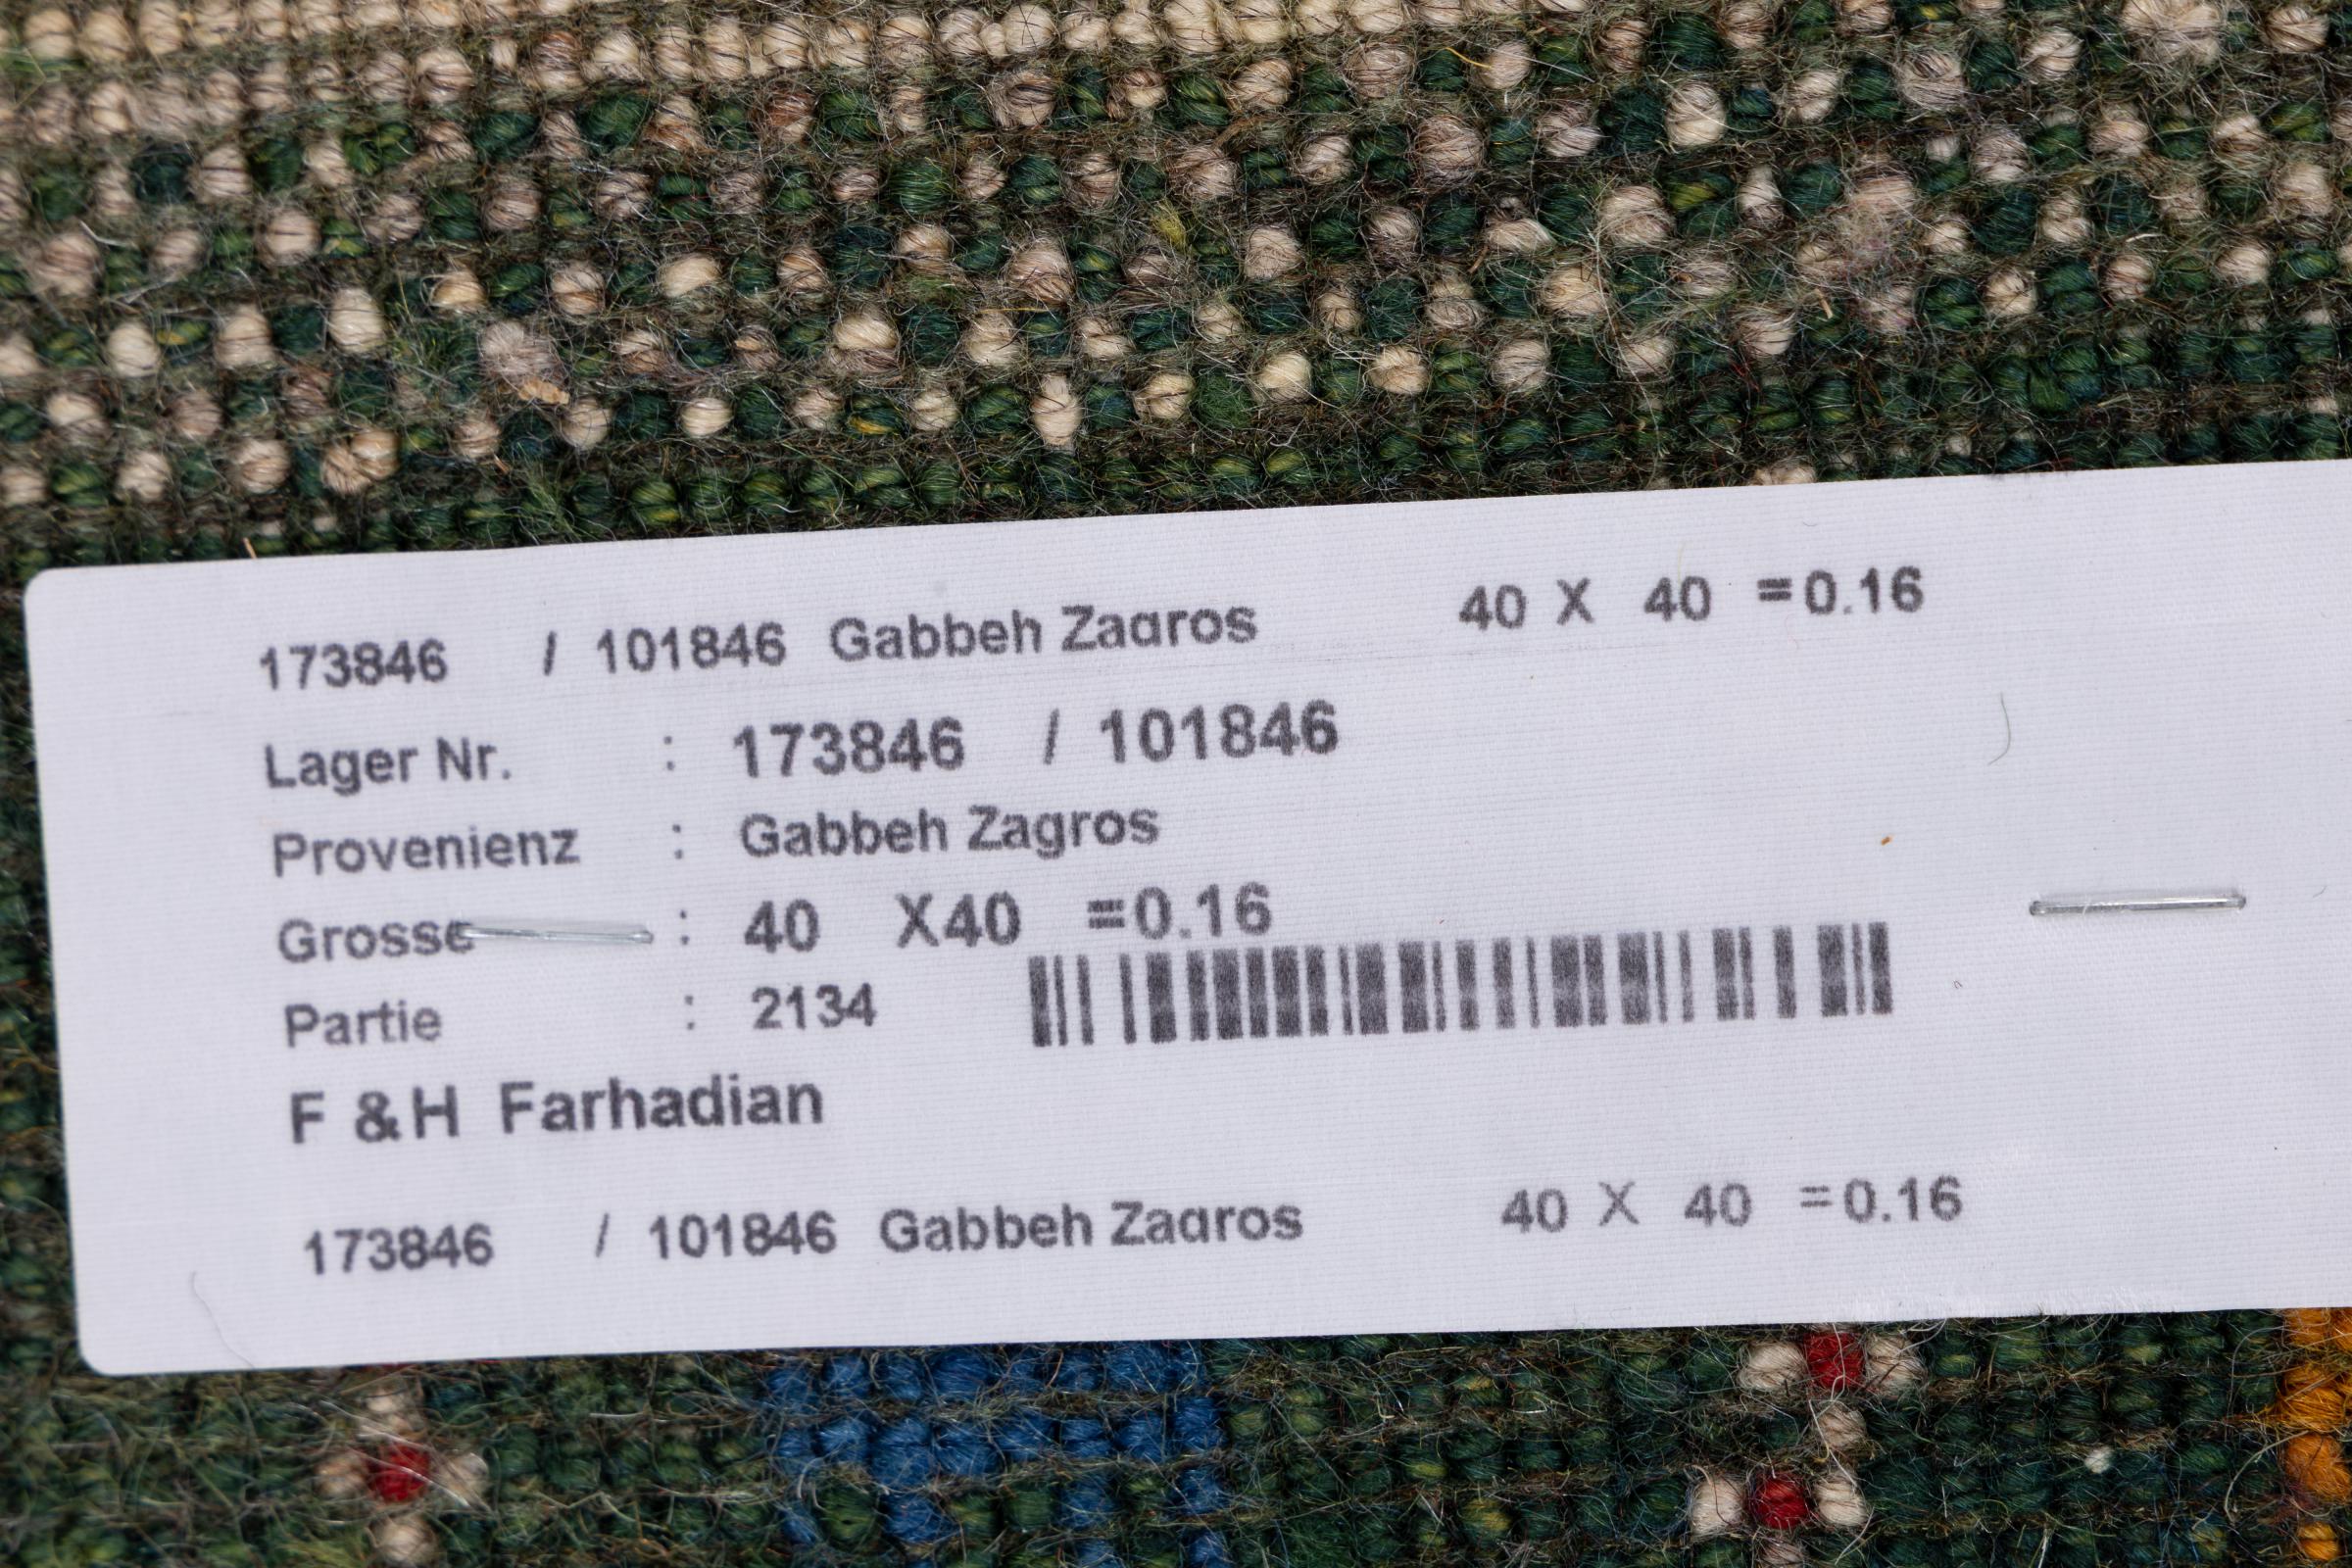 173846 / 101846 Gabbeh Zagros 40 X 40 =0.16
Lager Nr. : 173846 / 101846
Provenienz : Gabbeh Zagros
Grosse : 40 X40 =0.16
Partie : 2134
F &H Farhadian
173846 / 101846 Gabbeh Zagros 40 X 40 =0.16